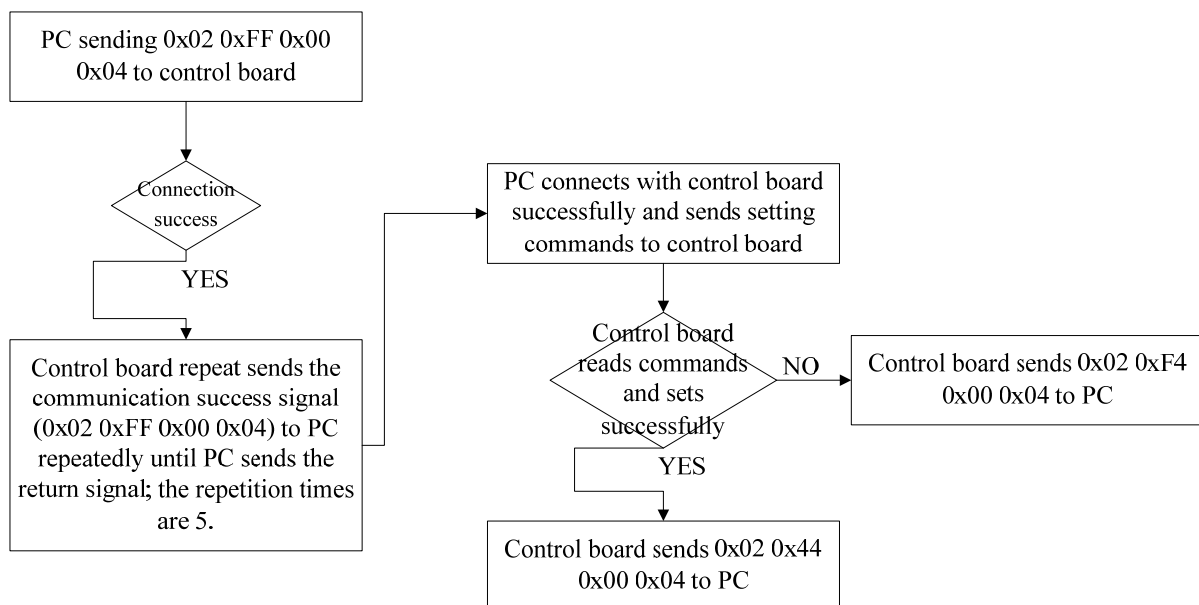 PC sending 0x02 0xFF 0x00
0x04 to control board
Connection
success
YES
Control board repeat sends the
communication success signal
(0x02 0xFF 0x00 0x04) to PC
repeatedly until PC sends the
return signal; the repetition times
are 5.
PC connects with control board
successfully and sends setting
commands to control board
Control board
reads commands
and sets
successfully
NO
Control board sends 0x02 0xF4
0x00 0x04 to PC
YES
Control board sends 0x02 0x44
0x00 0x04 to PC